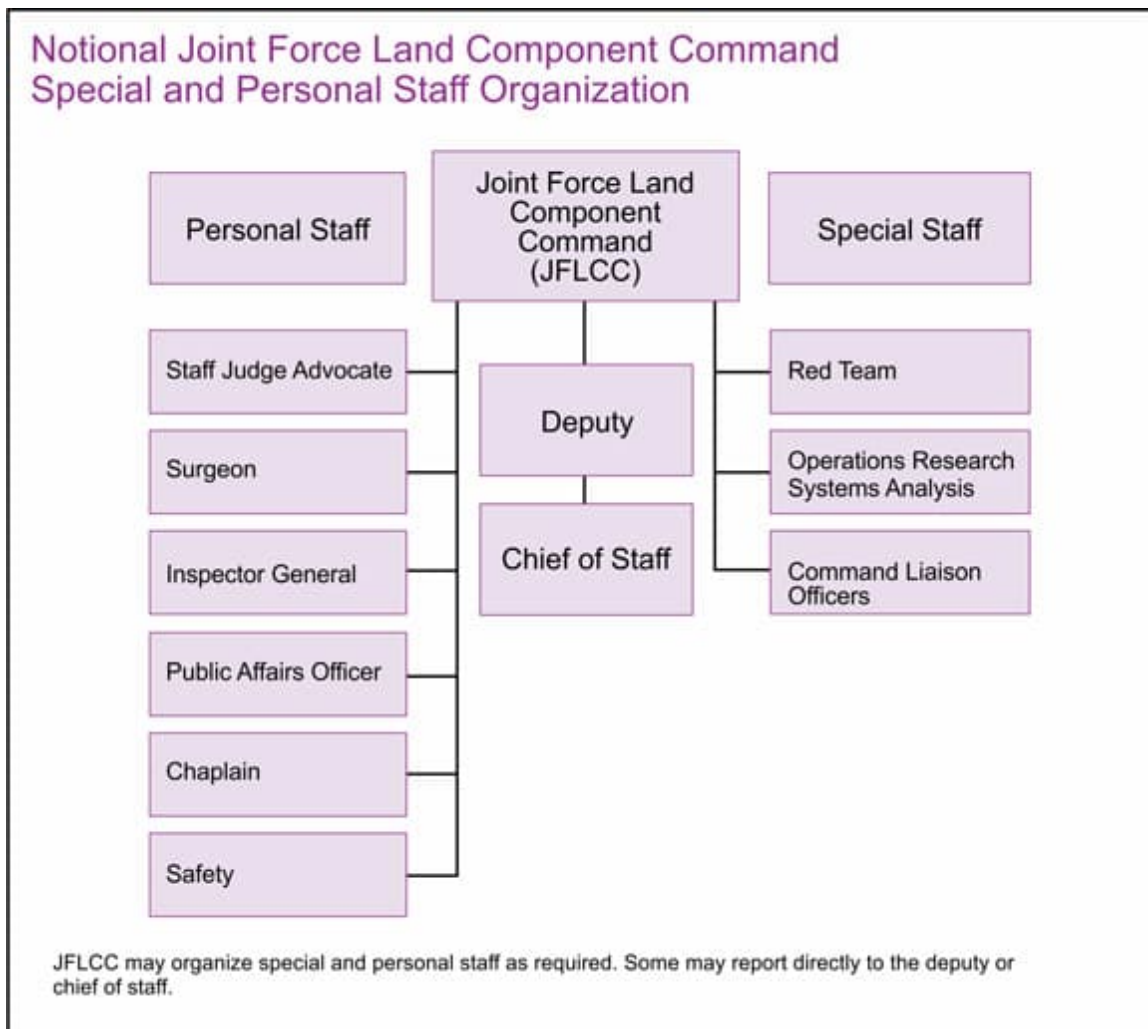 Notional Joint Force Land Component Command
Special and Personal Staff Organization
Personal Staff
Joint Force Land
Component
Command
(JFLCC)
Special Staff
Staff Judge Advocate
Surgeon
Inspector General
Public Affairs Officer
Chaplain
Safety
Deputy
Chief of Staff
Red Team
Operations Research
Systems Analysis
Command Liaison
Officers
JFLCC may organize special and personal staff as required. Some may report directly to the deputy or
chief of staff.